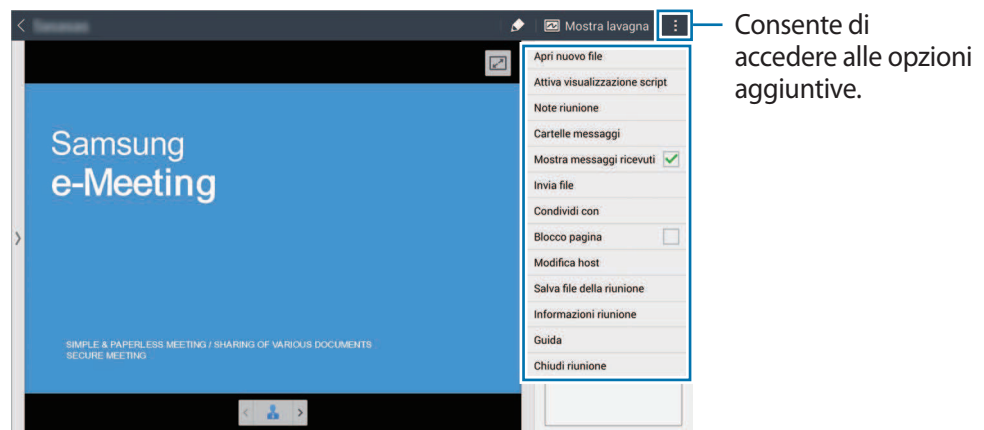 Mostra lavagna
Consente di
accedere alle opzioni
aggiuntive.
Apri nuovo file
Attiva visualizzazione script
Note riunione
Cartelle messaggi
Mostra messaggi ricevuti
Invia file
Condividi con
Blocco pagina
Modifica host
Salva file della riunione
Informazioni riunione
Guida
Chiudi riunione
Samsung
e-Meeting
SIMPLE & PAPERLESS MEETING / SHARING OF VARIOUS DOCUMENTS
SECURE MEETING